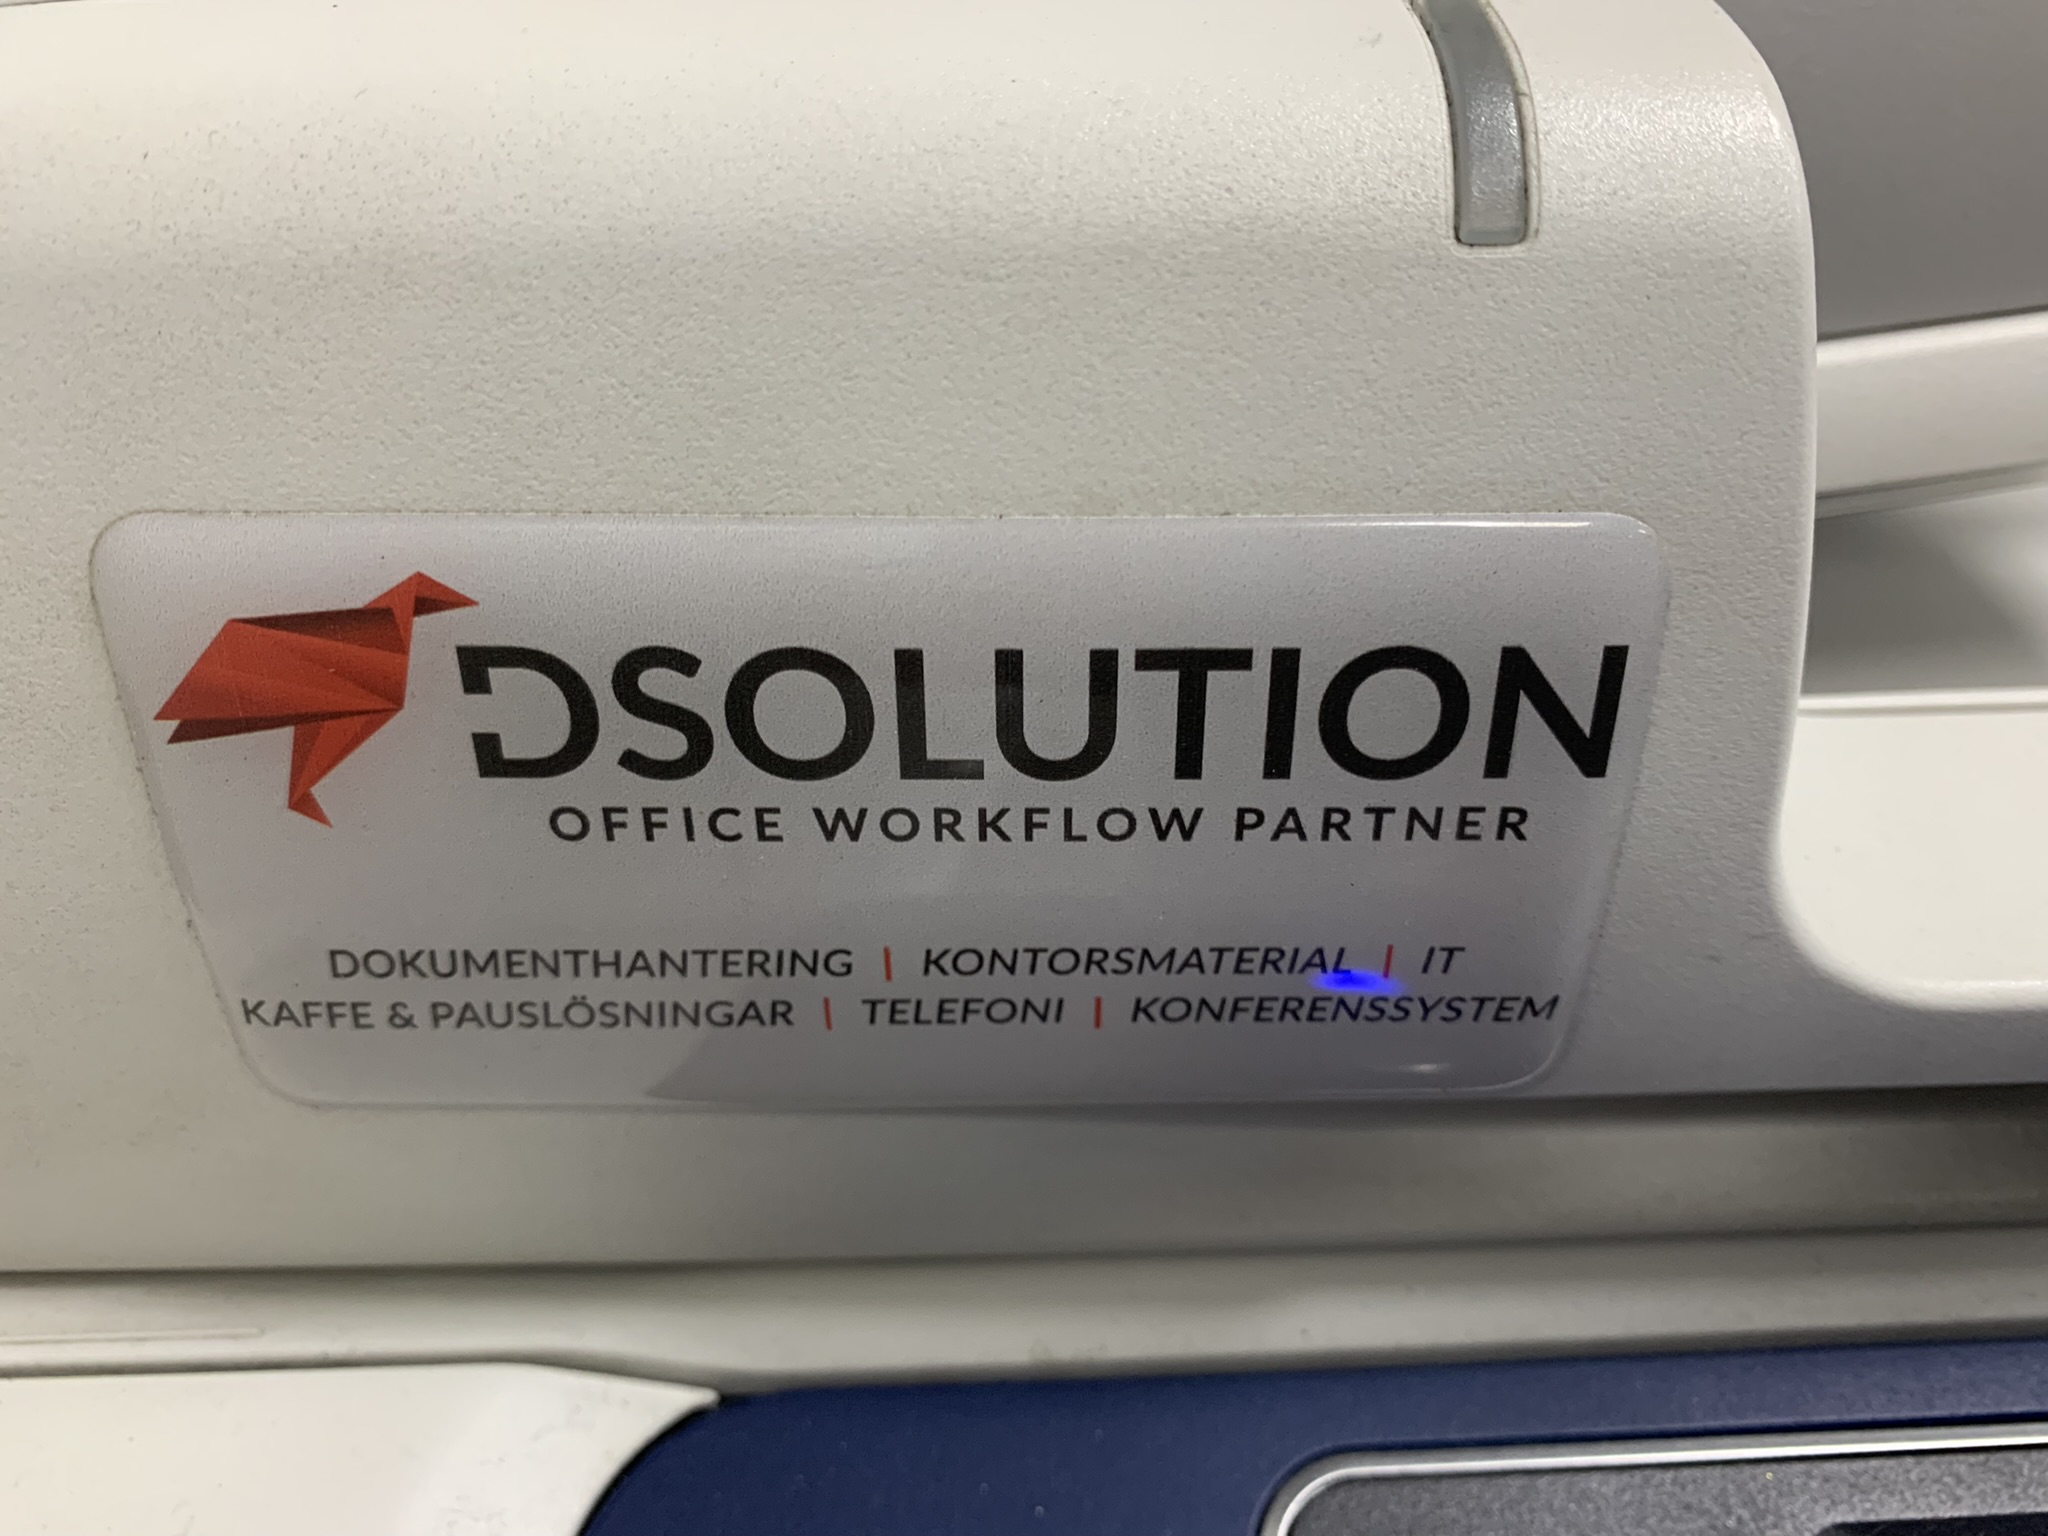 DSOLUTION
OFFICE WORKFLOW PARTNER
DOKUMENTHANTERING | KONTORSMATERIAL | IT
KAFFE & PAUSLÖSNINGAR | TELEFONI | KONFERENSSYSTEM